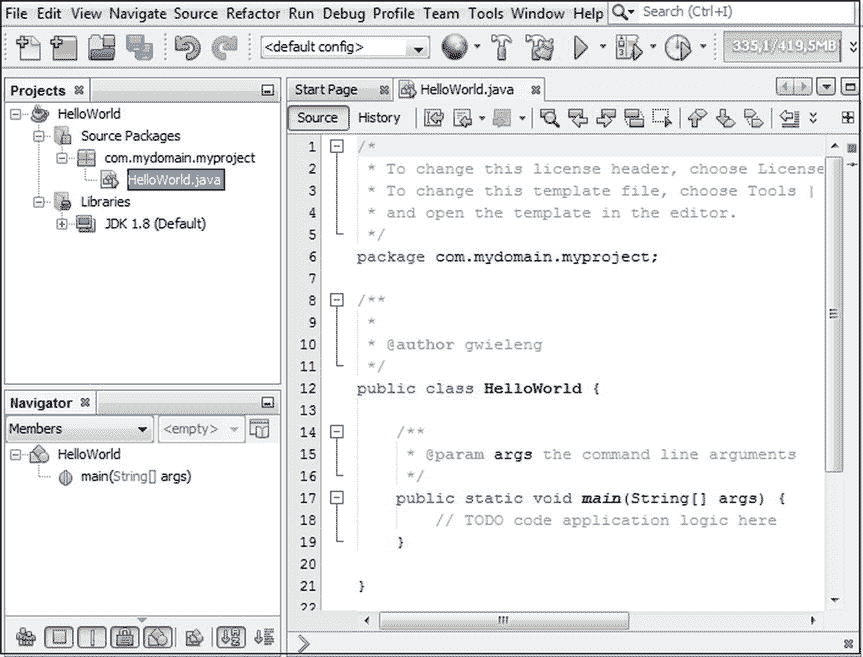 File Edit View Navigate Source Refactor Run Debug Profile Team Tools Window Help Search (Ctrl+I)
<default config> 335,1/419,5MB
Projects
HelloWorld
Source Packages
com.mydomain.myproject
HelloWorld.java
Libraries
JDK 1.8 (Default)
Navigator
Members <empty>
HelloWorld
main(String[] args)
Start Page HelloWorld.java
Source History
1 /*
2 * To change this license header, choose License
3 * To change this template file, choose Tools |
4 * and open the template in the editor.
5 */
6 package com.mydomain.myproject;
7
8 /**
9 *
10 * @author gwieleng
11 */
12 public class HelloWorld {
13
14 /**
15 * @param args the command line arguments
16 */
17 public static void main(String[] args) {
18 // TODO code application logic here
19 }
20
21 }
22